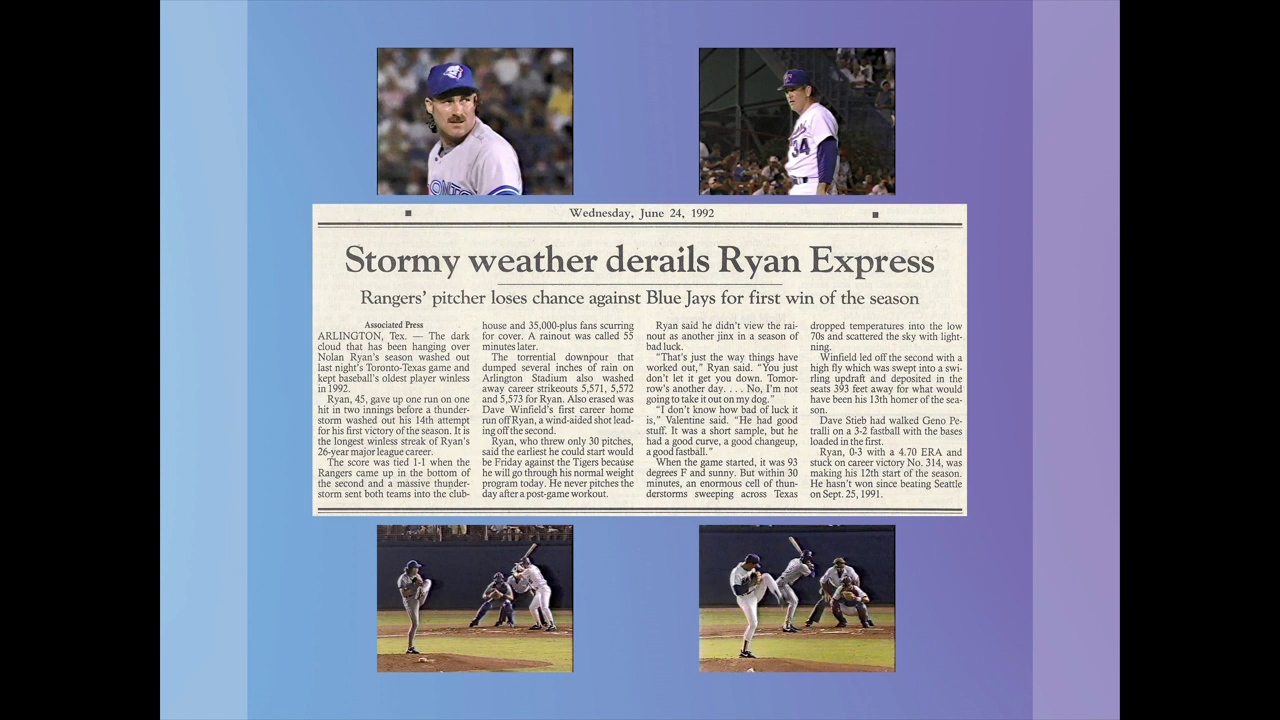 TORONTO
34
Wednesday, June 24, 1992
Stormy weather derails Ryan Express
Rangers' pitcher loses chance against Blue Jays for first win of the season
Associated Press
ARLINGTON, Tex. — The dark
cloud that has been hanging over
Nolan Ryan's season washed out
last night's Toronto-Texas game and
kept baseball's oldest player winless
in 1992.
Ryan, 45, gave up one run on one
hit in two innings before a thunder-
storm washed out his 14th attempt
for his first victory of the season. It is
the longest winless streak of Ryan's
26-year major league career.
The score was tied 1-1 when the
Rangers came up in the bottom of
the second and a massive thunder-
storm sent both teams into the club-
house and 35,000-plus fans scurring
for cover. A rainout was called 55
minutes later.
The torrential downpour that
dumped several inches of rain on
Arlington Stadium also washed
away career strikeouts 5,571, 5,572
and 5,573 for Ryan. Also erased was
Dave Winfield's first career home
run off Ryan, a wind-aided shot lead-
ing off the second.
Ryan, who threw only 30 pitches,
said the earliest he could start would
be Friday against the Tigers because
he will go through his normal weight
program today. He never pitches the
day after a post-game workout.
Ryan said he didn't view the rai-
nout as another jinx in a season of
bad luck.
"That's just the way things have
worked out," Ryan said. "You just
don't let it get you down. Tomor-
row's another day. . . . No, I'm not
going to take it out on my dog."
"I don't know how bad of luck it
is," Valentine said. "He had good
stuff. It was a short sample, but he
had a good curve, a good changeup,
a good fastball."
When the game started, it was 93
degrees F and sunny. But within 30
minutes, an enormous cell of thun-
derstorms sweeping across Texas
dropped temperatures into the low
70s and scattered the sky with light-
ning.
Winfield led off the second with a
high fly which was swept into a swi-
rling updraft and deposited in the
seats 393 feet away for what would
have been his 13th homer of the sea-
son.
Dave Stieb had walked Geno Pe-
tralli on a 3-2 fastball with the bases
loaded in the first.
Ryan, 0-3 with a 4.70 ERA and
stuck on career victory No. 314, was
making his 12th start of the season.
He hasn't won since beating Seattle
on Sept. 25, 1991.